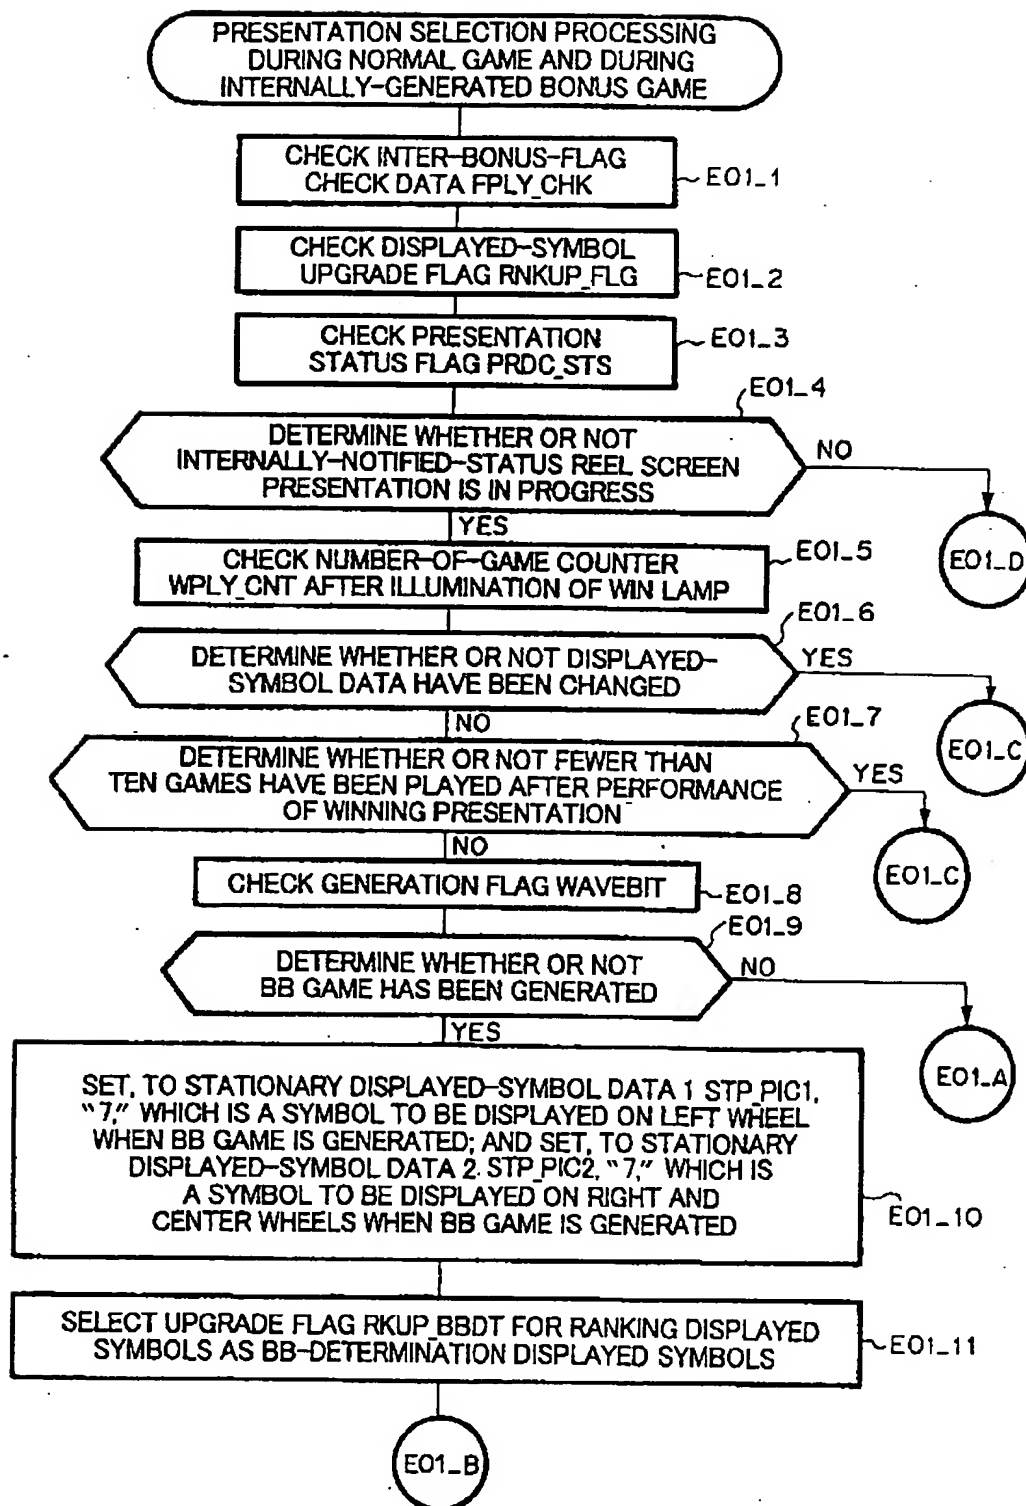 PRESENTATION SELECTION PROCESSING
DURING NORMAL GAME AND DURING
INTERNALLY-GENERATED BONUS GAME
CHECK INTER-BONUS-FLAG
CHECK DATA FPLY_CHK
E01_1
CHECK DISPLAYED-SYMBOL
UPGRADE FLAG RNKUP_FLG
E01_2
CHECK PRESENTATION
STATUS FLAG PRDC_STS
E01_3
E01_4
DETERMINE WHETHER OR NOT
INTERNALLY-NOTIFIED-STATUS REEL SCREEN
PRESENTATION IS IN PROGRESS
NO
E01_D
YES
CHECK NUMBER-OF-GAME COUNTER
WPLY_CNT AFTER ILLUMINATION OF WIN LAMP
E01_5
E01_6
DETERMINE WHETHER OR NOT DISPLAYED-
SYMBOL DATA HAVE BEEN CHANGED
YES
E01_C
NO
E01_7
DETERMINE WHETHER OR NOT FEWER THAN
TEN GAMES HAVE BEEN PLAYED AFTER PERFORMANCE
OF WINNING PRESENTATION
YES
E01_C
NO
CHECK GENERATION FLAG WAVEBIT
E01_8
E01_9
DETERMINE WHETHER OR NOT
BB GAME HAS BEEN GENERATED
NO
E01_A
YES
SET, TO STATIONARY DISPLAYED-SYMBOL DATA 1 STP_PIC1,
"7," WHICH IS A SYMBOL TO BE DISPLAYED ON LEFT WHEEL
WHEN BB GAME IS GENERATED; AND SET, TO STATIONARY
DISPLAYED-SYMBOL DATA 2. STP_PIC2, "7," WHICH IS
A SYMBOL TO BE DISPLAYED ON RIGHT AND
CENTER WHEELS WHEN BB GAME IS GENERATED
E01_10
SELECT UPGRADE FLAG RKUP_BBDT FOR RANKING DISPLAYED
SYMBOLS AS BB-DETERMINATION DISPLAYED SYMBOLS
E01_11
E01_B